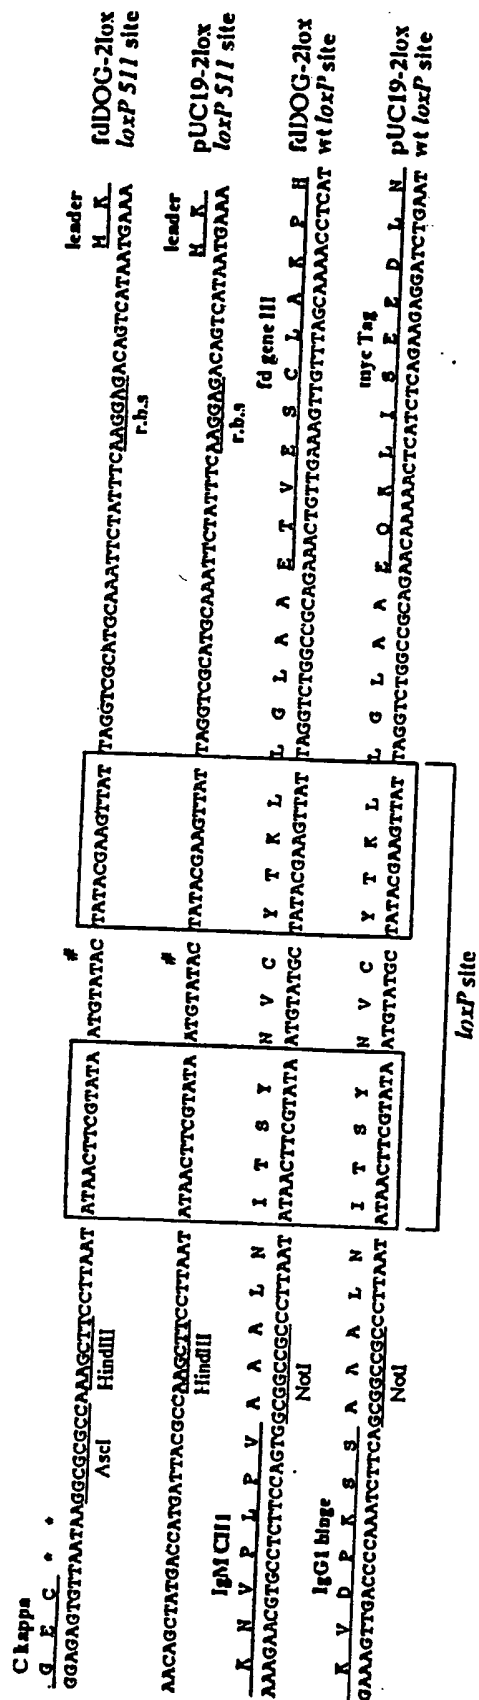 C kappa # leader
G E C * * M K fdDOG-2lox
GGAGAGTGTTAATAAGGCGCGCCAAAGCTTCCTTAAT ATAACTTCGTATA ATGTATAC TATACGAAGTTAT TAGGTCGCATGCAAATTCTATTTCAAGGAGACAGTCATAATGAAA loxP 511 site
AscI HindIII r.b.s
# leader
M K pUC19-2lox
AACAGCTATGACCATGATTACGCCAAGCTTCCTTAAT ATAACTTCGTATA ATGTATAC TATACGAAGTTAT TAGGTCGCATGCAAATTCTATTTCAAGGAGACAGTCATAATGAAA loxP 511 site
HindIII r.b.s
IgM CH1 fd gene III
K N V P L P V A A A L N I T S Y N V C Y T K L L G L A A E T V E S C L A K P H fdDOG-2lox
AAAGAACGTGCCTCTTCCAGTGGCGGCCGCCCTTAAT ATAACTTCGTATA ATGTATGC TATACGAAGTTAT TAGGTCTGGCCGCAGAAACTGTTGAAAGTTGTTTAGCAAAACCTCAT wt loxP site
NotI
IgG1 hinge myc Tag
K V D P K S S A A A L N I T S Y N V C Y T K L L G L A A E Q K L I S E E D L N pUC19-2lox
GAAAGTTGACCCCAAATCTTCAGCGGCCGCCCTTAAT ATAACTTCGTATA ATGTATGC TATACGAAGTTAT TAGGTCTGGCCGCAGAACAAAAACTCATCTCAGAAGAGGATCTGAAT wt loxP site
NotI
loxP site